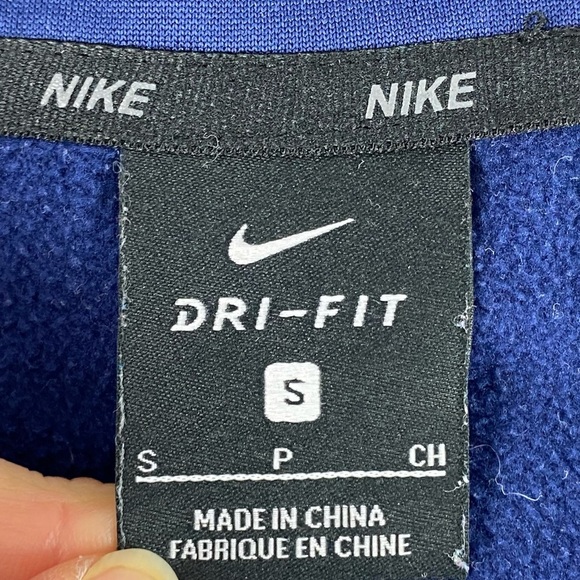 NIKE NIKE
DRI-FIT
S
S P CH
MADE IN CHINA
FABRIQUE EN CHINE